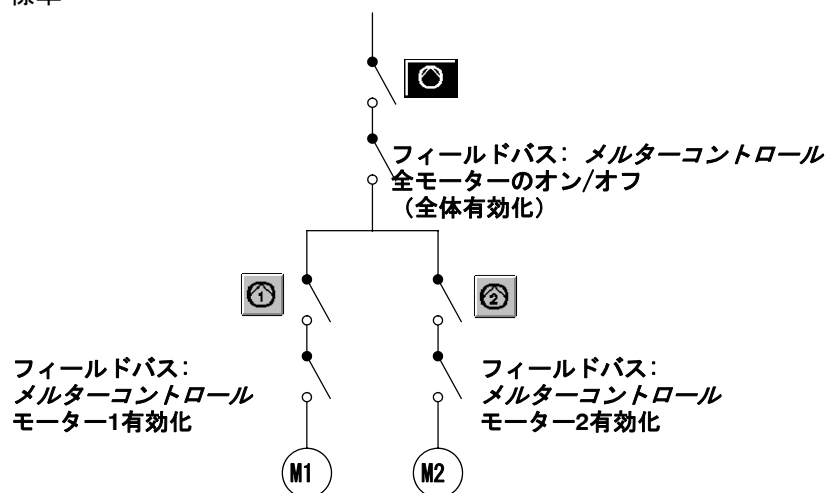 フィールドバス: メルターコントロール
全モーターのオン/オフ
(全体有効化)
1
2
フィールドバス:
メルターコントロール
モーター1有効化
フィールドバス:
メルターコントロール
モーター2有効化
M1
M2